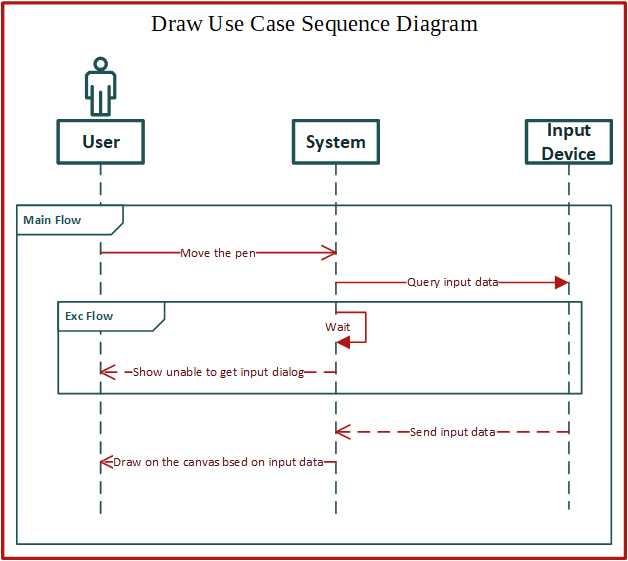 Draw Use Case Sequence Diagram
User
System
Input
Device
Main Flow
Move the pen
Query input data
Exc Flow
Wait
Show unable to get input dialog
Send input data
Draw on the canvas bsed on input data